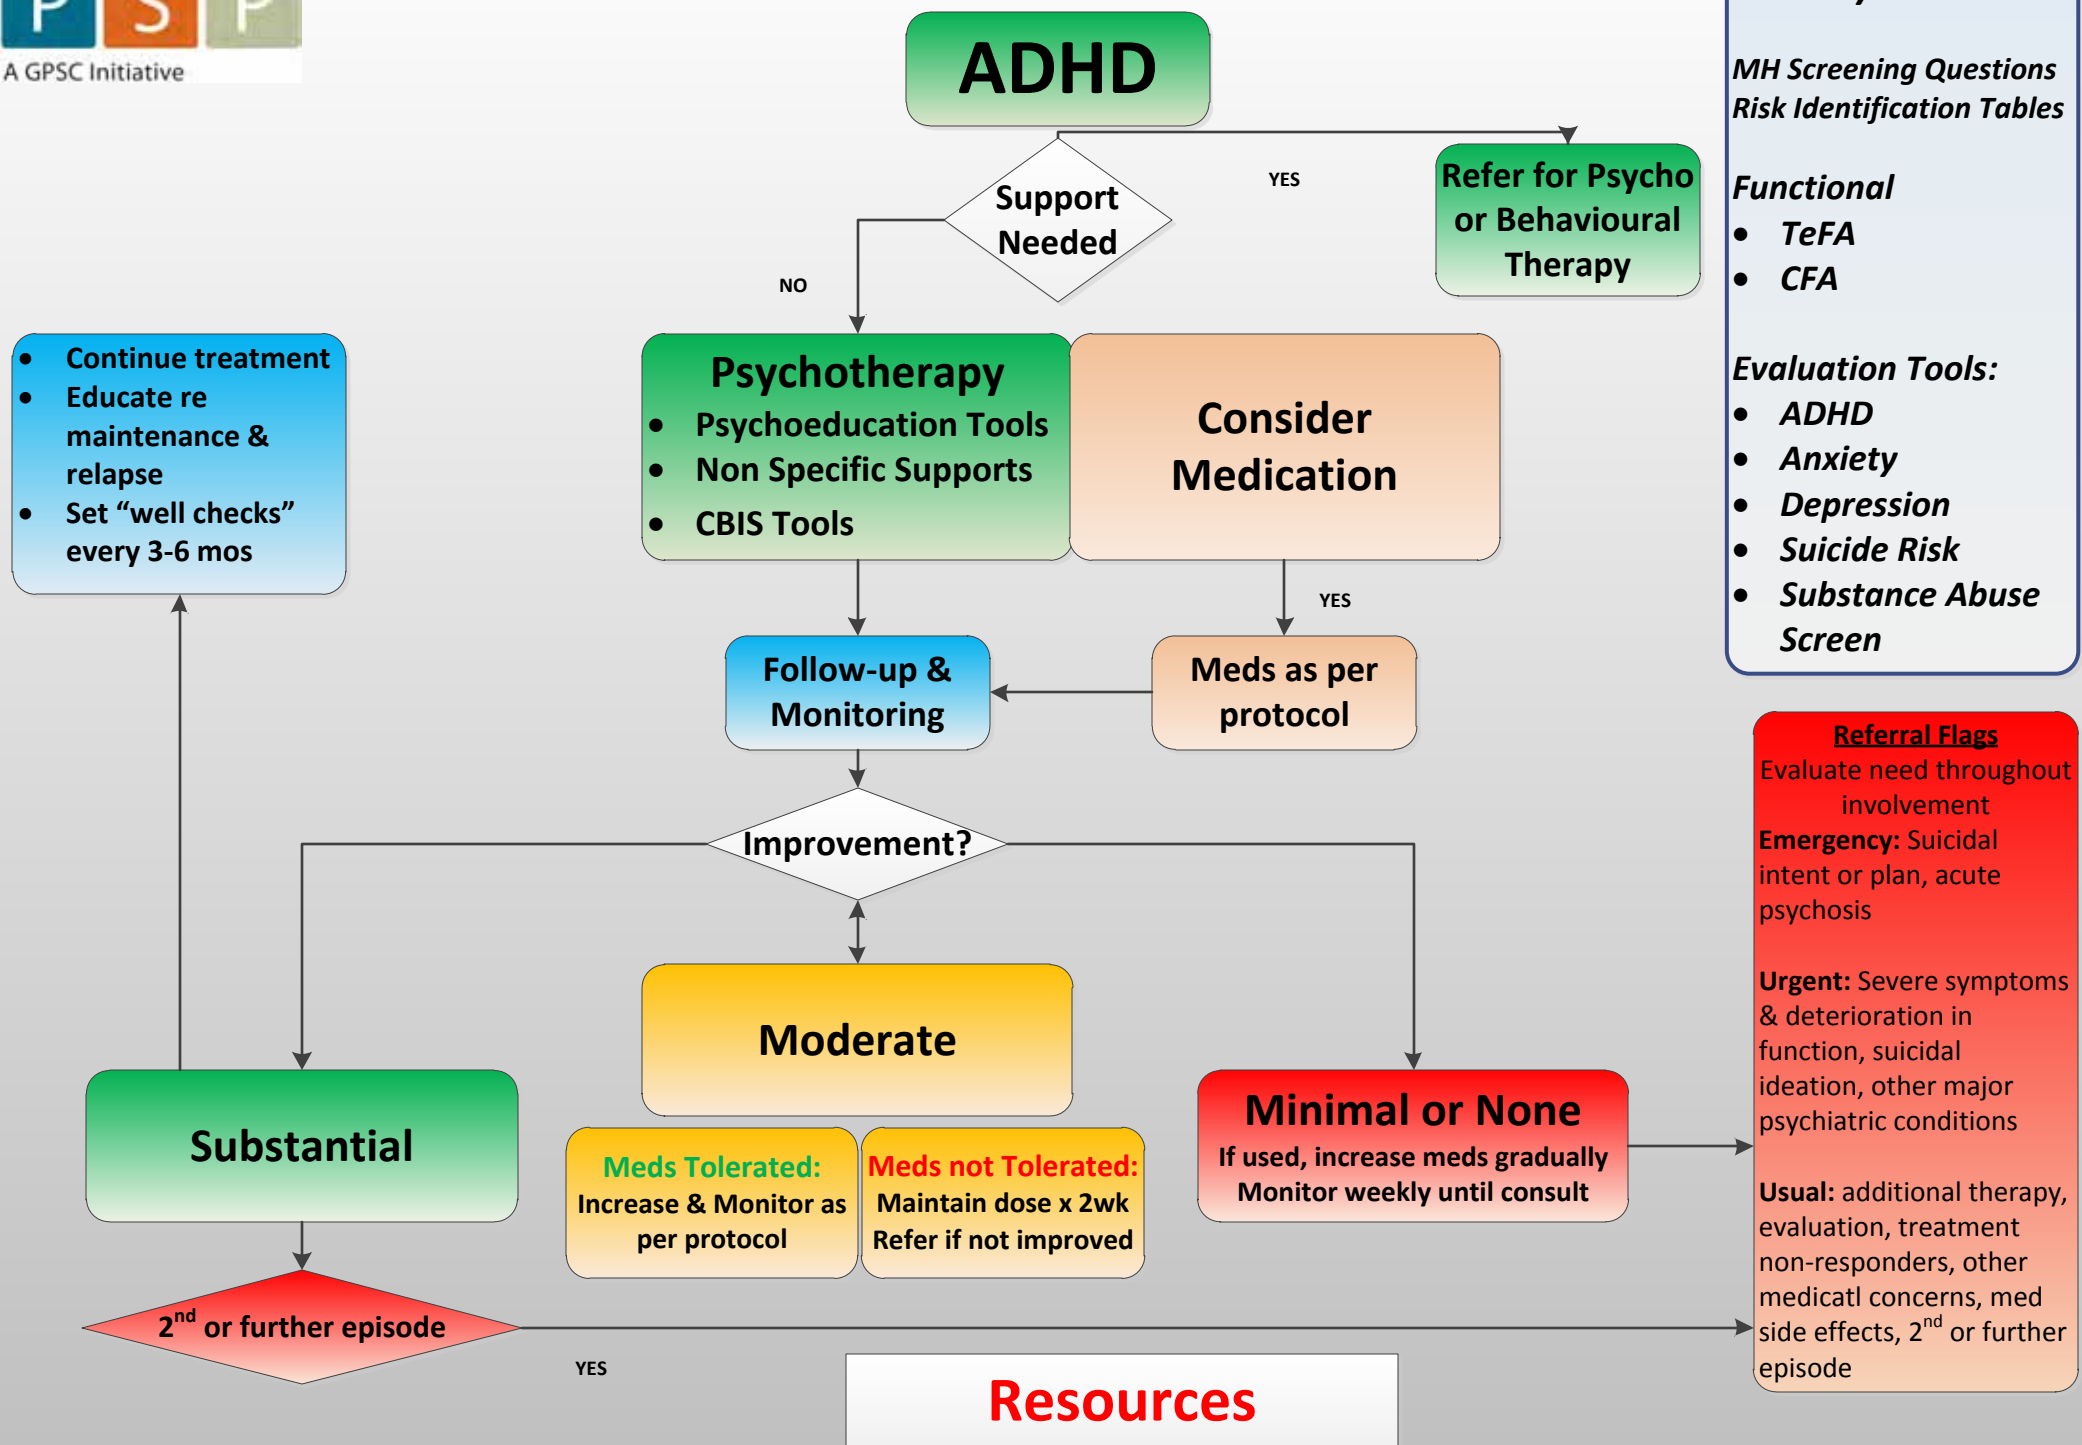 P S P
A GPSC Initiative
ADHD
Support
Needed
YES
Refer for Psycho
or Behavioural
Therapy
NO
MH Screening Questions
Risk Identification Tables
Functional
• TeFA
• CFA
Evaluation Tools:
• ADHD
• Anxiety
• Depression
• Suicide Risk
• Substance Abuse
Screen
• Continue treatment
• Educate re
maintenance &
relapse
• Set “well checks”
every 3-6 mos
Psychotherapy
• Psychoeducation Tools
• Non Specific Supports
• CBIS Tools
Consider
Medication
YES
Follow-up &
Monitoring
Meds as per
protocol
Improvement?
Moderate
Substantial
Meds Tolerated:
Increase & Monitor as
per protocol
Meds not Tolerated:
Maintain dose x 2wk
Refer if not improved
Minimal or None
If used, increase meds gradually
Monitor weekly until consult
2nd or further episode
YES
Referral Flags
Evaluate need throughout
involvement
Emergency: Suicidal
intent or plan, acute
psychosis
Urgent: Severe symptoms
& deterioration in
function, suicidal
ideation, other major
psychiatric conditions
Usual: additional therapy,
evaluation, treatment
non-responders, other
medicatl concerns, med
side effects, 2nd or further
episode
Resources